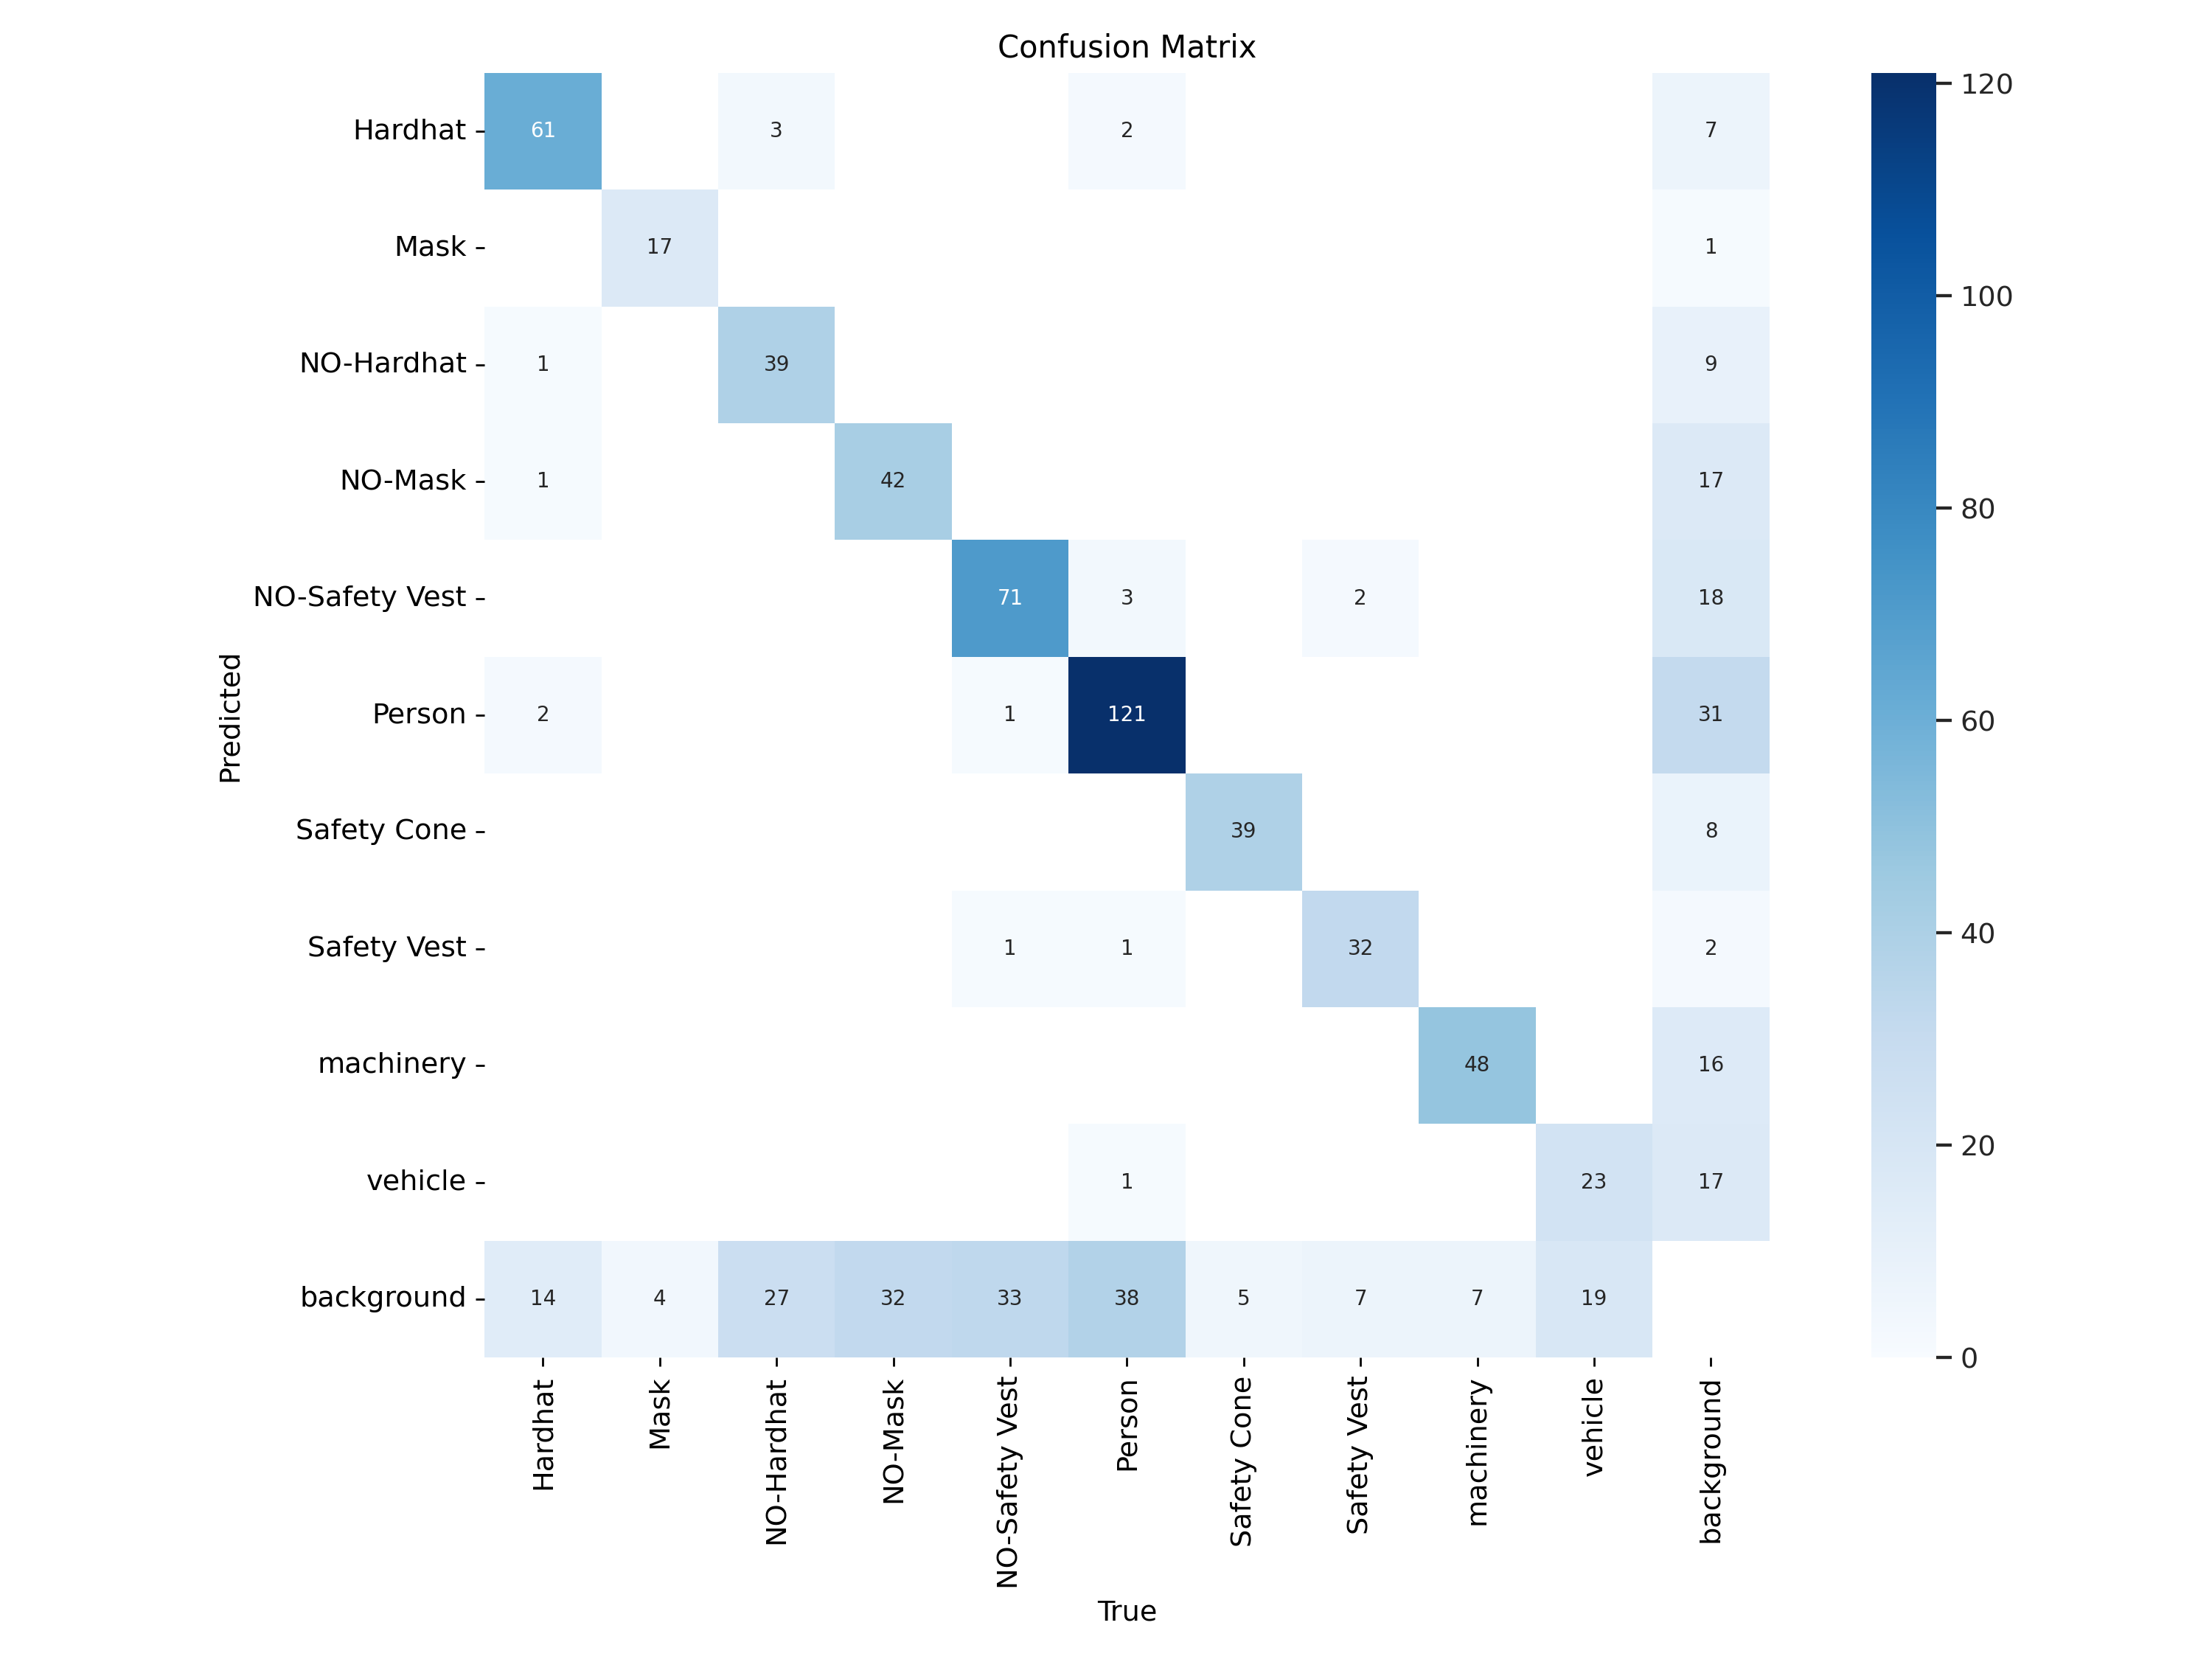 Confusion Matrix
Hardhat 61 3 2 7
Mask 17 1
NO-Hardhat 1 39 9
NO-Mask 1 42 17
NO-Safety Vest 71 3 2 18
Person 2 1 121 31
Safety Cone 39 8
Safety Vest 1 1 32 2
machinery 48 16
vehicle 1 23 17
background 14 4 27 32 33 38 5 7 7 19
Predicted
Hardhat
Mask
NO-Hardhat
NO-Mask
NO-Safety Vest
Person
Safety Cone
Safety Vest
machinery
vehicle
background
True
120
100
80
60
40
20
0